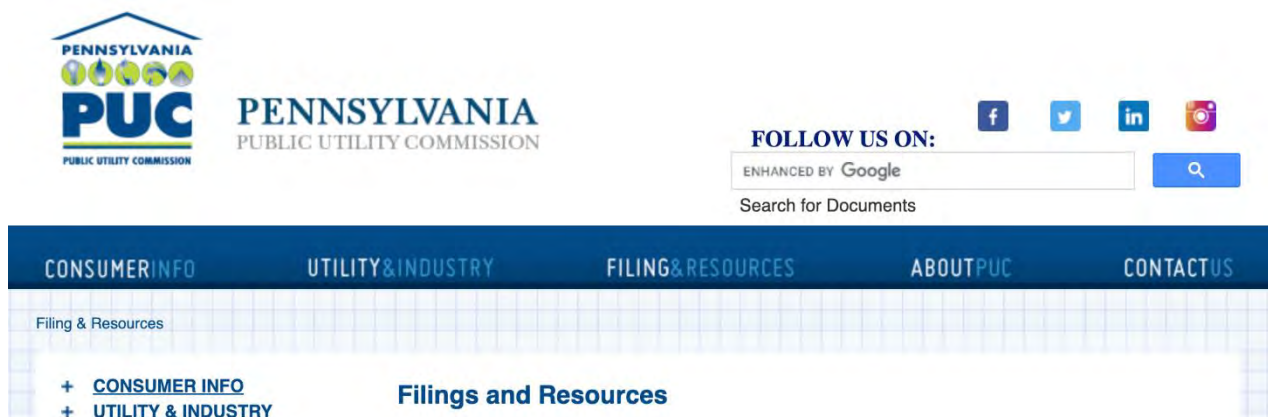 PENNSYLVANIA
PUC
PUBLIC UTILITY COMMISSION
PENNSYLVANIA
PUBLIC UTILITY COMMISSION
FOLLOW US ON:
f
in
ENHANCED BY Google
Search for Documents
CONSUMERINFO UTILITY&INDUSTRY FILING&RESOURCES ABOUTPUC CONTACTUS
Filing & Resources
+ CONSUMER INFO
+ UTILITY & INDUSTRY
Filings and Resources